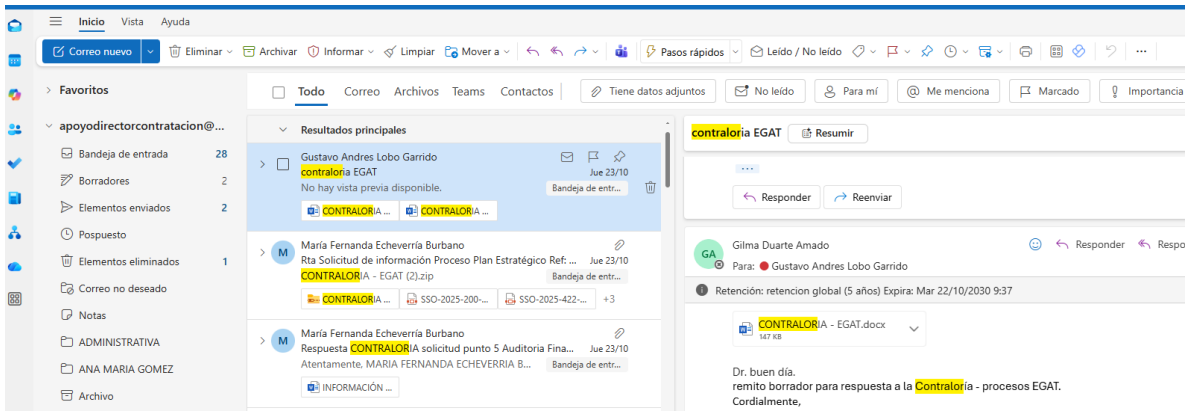 Inicio Vista Ayuda
Correo nuevo Eliminar Archivar Informar Limpiar Mover a Pasos rápidos Leído / No leído
Favoritos
apoyodirectorcontratacion@...
Bandeja de entrada 28
Borradores 2
Elementos enviados 2
Pospuesto
Elementos eliminados 1
Correo no deseado
Notas
ADMINISTRATIVA
ANA MARIA GOMEZ
Archivo
Todo Correo Archivos Teams Contactos Tiene datos adjuntos No leído Para mí Me menciona Marcado Importancia
Resultados principales
Gustavo Andres Lobo Garrido
contraloria EGAT Jue 23/10
No hay vista previa disponible. Bandeja de entr...
CONTRALORIA ... CONTRALORIA ...
M María Fernanda Echeverría Burbano
Rta Solicitud de información Proceso Plan Estratégico Ref: ... Jue 23/10
CONTRALORIA - EGAT (2).zip Bandeja de entr...
CONTRALORIA ... SSO-2025-200-... SSO-2025-422-... +3
M María Fernanda Echeverría Burbano
Respuesta CONTRALORIA solicitud punto 5 Auditoria Fina... Jue 23/10
Atentamente, MARIA FERNANDA ECHEVERRIA B... Bandeja de entr...
INFORMACIÓN ...
contraloria EGAT Resumir
...
Responder Reenviar
GA Gilma Duarte Amado Responder Respo
Para: Gustavo Andres Lobo Garrido
Retención: retencion global (5 años) Expira: Mar 22/10/2030 9:37
CONTRALORIA - EGAT.docx
147 KB
Dr. buen día.
remito borrador para respuesta a la Contraloría - procesos EGAT.
Cordialmente,